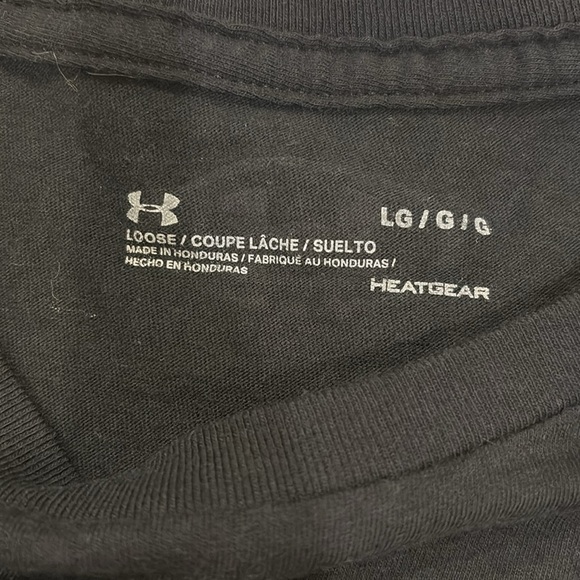 LG / G / G
LOOSE / COUPE LÂCHE / SUELTO
MADE IN HONDURAS / FABRIQUÉ AU HONDURAS /
HECHO EN HONDURAS
HEATGEAR